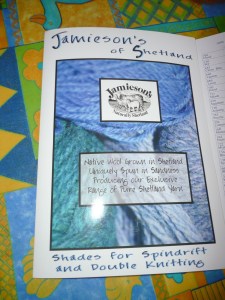 Jamieson's
of Shetland
Jamieson's
Native Wool Grown in Shetland
Uniquely Spun in Sandness
Producing our Exclusive
Range of Pure Shetland Yarn
Shades for Spindrift
and Double Knitting